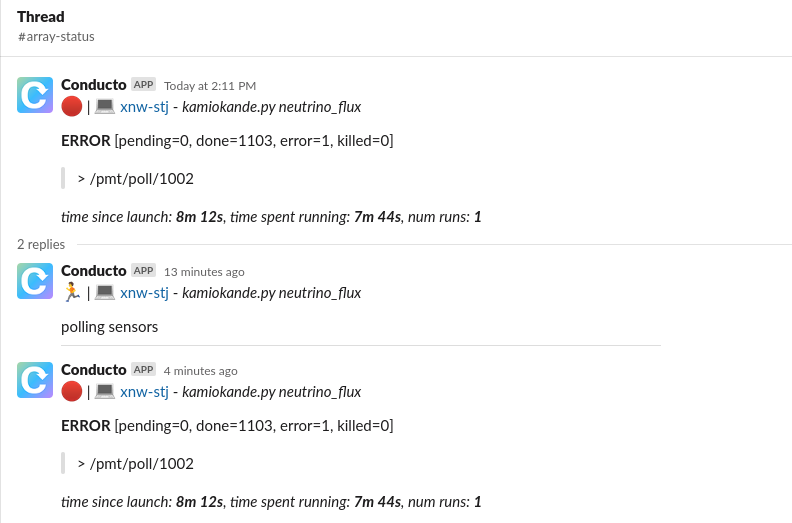 Thread
#array-status
Conducto APP Today at 2:11 PM
| xnw-stj - kamiokande.py neutrino_flux
ERROR [pending=0, done=1103, error=1, killed=0]
> /pmt/poll/1002
time since launch: 8m 12s, time spent running: 7m 44s, num runs: 1
2 replies
Conducto APP 13 minutes ago
| xnw-stj - kamiokande.py neutrino_flux
polling sensors
Conducto APP 4 minutes ago
| xnw-stj - kamiokande.py neutrino_flux
ERROR [pending=0, done=1103, error=1, killed=0]
> /pmt/poll/1002
time since launch: 8m 12s, time spent running: 7m 44s, num runs: 1